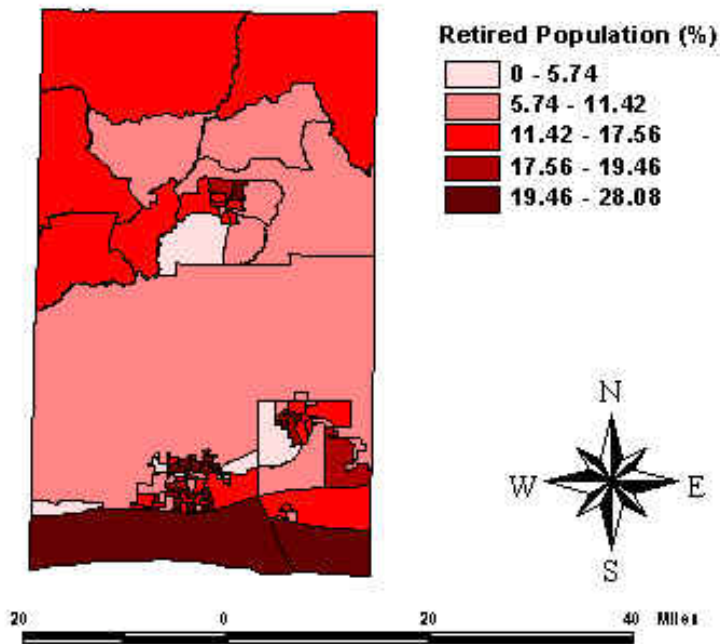 Retired Population (%)
0 - 5.74
5.74 - 11.42
11.42 - 17.56
17.56 - 19.46
19.46 - 28.08
N
W E
S
20 0 20 40 Miles